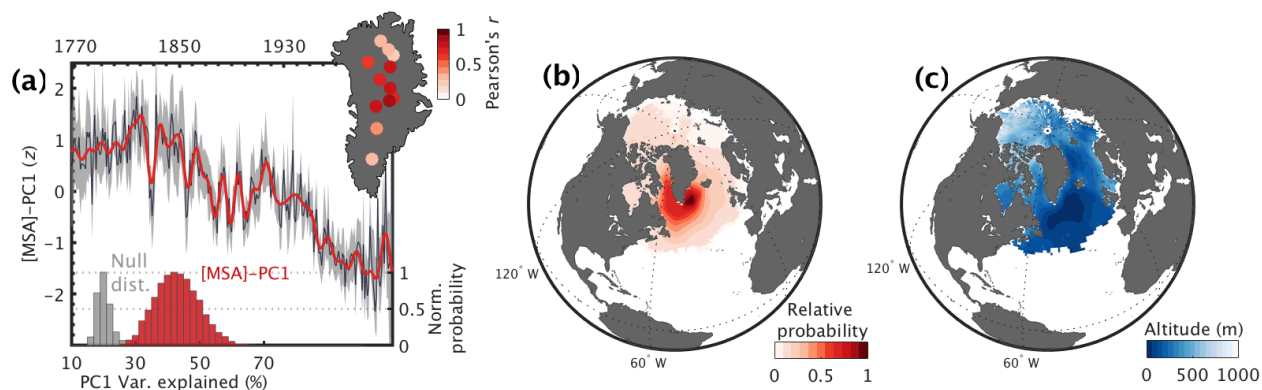 1770 1850 1930
(a)
2
1
0
-1
-2
[MSA]-PC1 (z)
1
0.5
0
Pearson's r
Null
dist.
[MSA]-PC1
1
0.5
0
Norm.
probability
10 30 50 70
PC1 Var. explained (%)
(b)
120° W
60° W
Relative
probability
0 0.5 1
(c)
120° W
60° W
Altitude (m)
0 500 1000